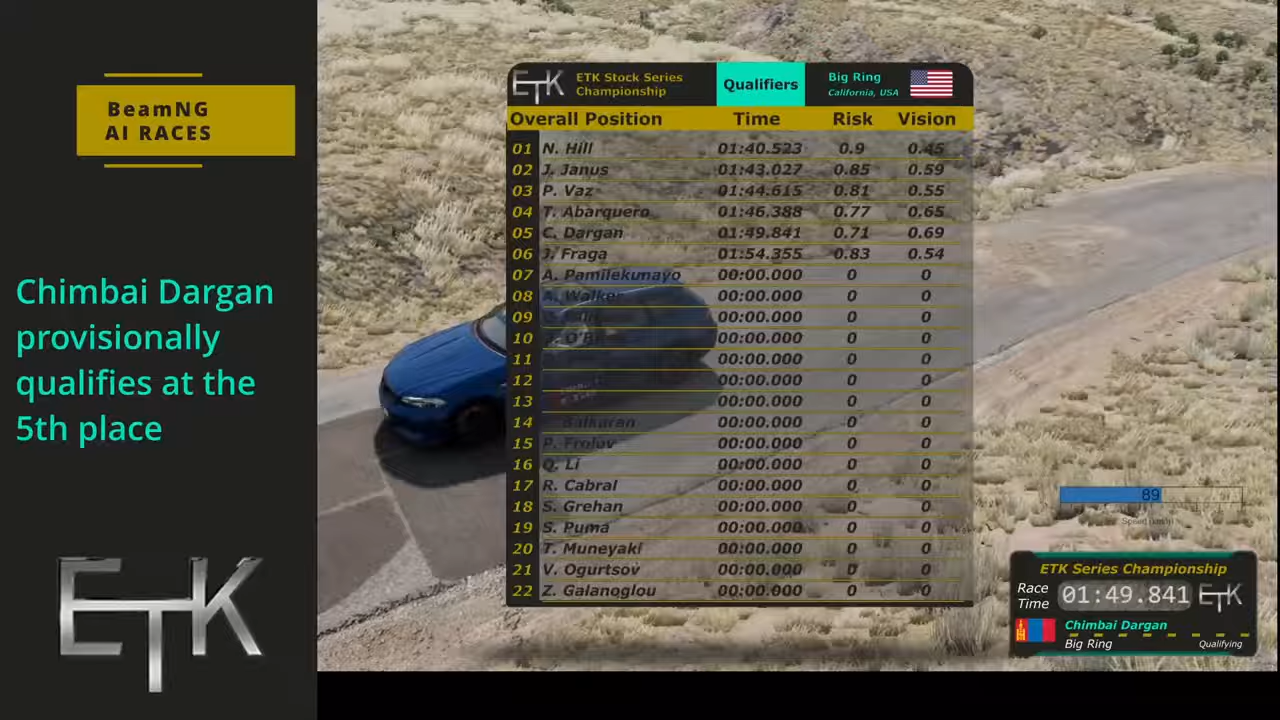 BeamNG
AI RACES
Chimbai Dargan
provisionally
qualifies at the
5th place
ETK
ETK
ETK Stock Series
Championship
Qualifiers
Big Ring
California, USA
Overall Position Time Risk Vision
01 N. Hill 01:40.523 0.9 0.45
02 J. Janus 01:43.027 0.85 0.59
03 P. Vaz 01:44.615 0.81 0.55
04 T. Abarquero 01:46.388 0.77 0.65
05 C. Dargan 01:49.841 0.71 0.69
06 J. Fraga 01:54.355 0.83 0.54
07 A. Pamilekunayo 00:00.000 0 0
08 A. Walker 00:00.000 0 0
09 00:00.000 0 0
10 00:00.000 0 0
11 00:00.000 0 0
12 00:00.000 0 0
13 00:00.000 0 0
14 Balkaran 00:00.000 0 0
15 P. Frolov 00:00.000 0 0
16 Q. Li 00:00.000 0 0
17 R. Cabral 00:00.000 0 0
18 S. Grehan 00:00.000 0 0
19 S. Puma 00:00.000 0 0
20 T. Muneyaki 00:00.000 0 0
21 V. Ogurtsov 00:00.000 0 0
22 Z. Galanoglou 00:00.000 0 0
89
Speed (km/h)
ETK Series Championship
Race
Time
01:49.841
ETK
Chimbai Dargan
Big Ring
Qualifying